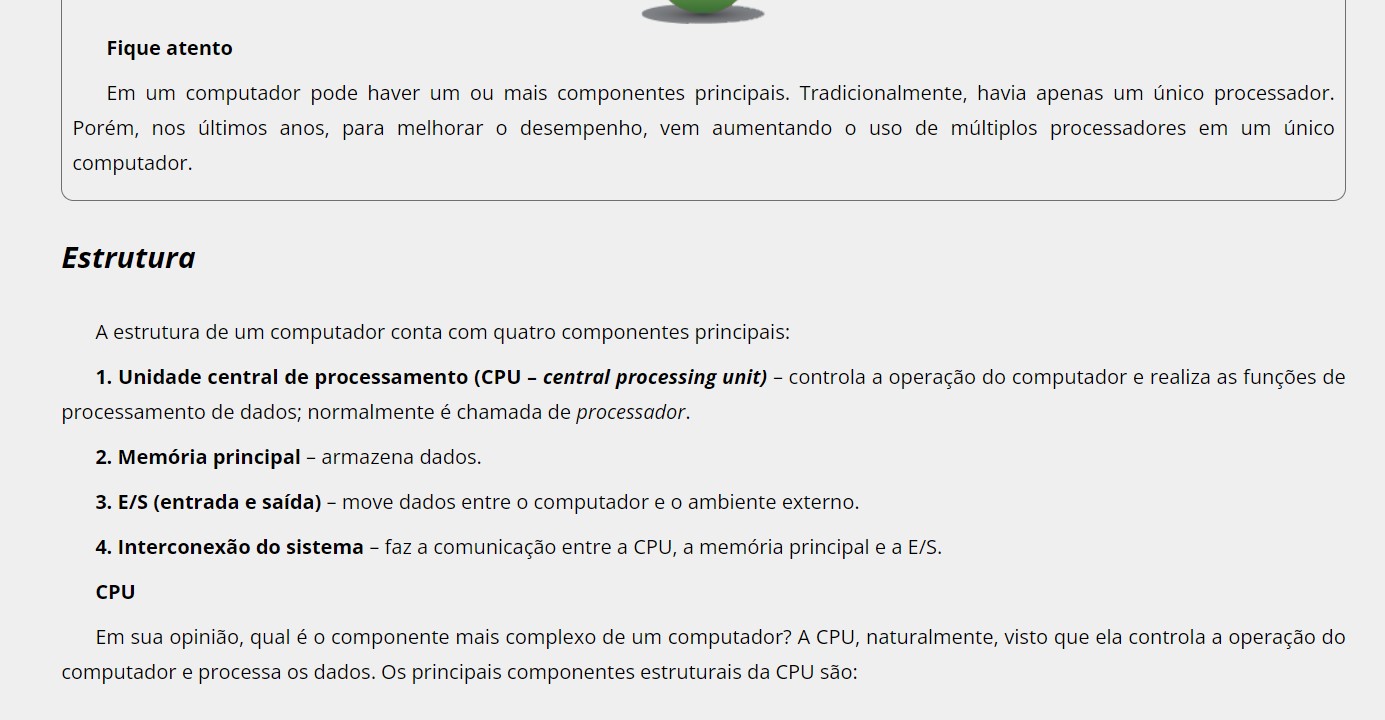 Fique atento
Em um computador pode haver um ou mais componentes principais. Tradicionalmente, havia apenas um único processador.
Porém, nos últimos anos, para melhorar o desempenho, vem aumentando o uso de múltiplos processadores em um único
computador.
Estrutura
A estrutura de um computador conta com quatro componentes principais:
1. Unidade central de processamento (CPU – central processing unit) – controla a operação do computador e realiza as funções de
processamento de dados; normalmente é chamada de processador.
2. Memória principal – armazena dados.
3. E/S (entrada e saída) – move dados entre o computador e o ambiente externo.
4. Interconexão do sistema – faz a comunicação entre a CPU, a memória principal e a E/S.
CPU
Em sua opinião, qual é o componente mais complexo de um computador? A CPU, naturalmente, visto que ela controla a operação do
computador e processa os dados. Os principais componentes estruturais da CPU são: